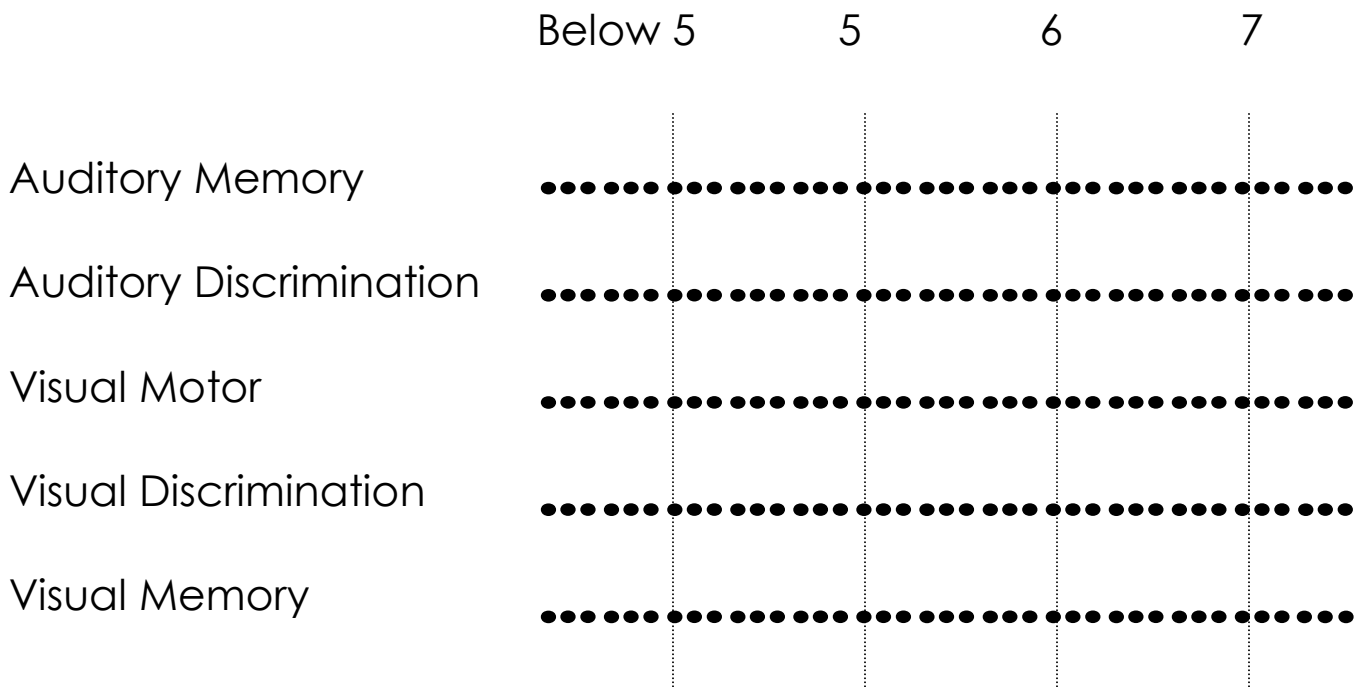 Below 5 5 6 7
Auditory Memory
Auditory Discrimination
Visual Motor
Visual Discrimination
Visual Memory